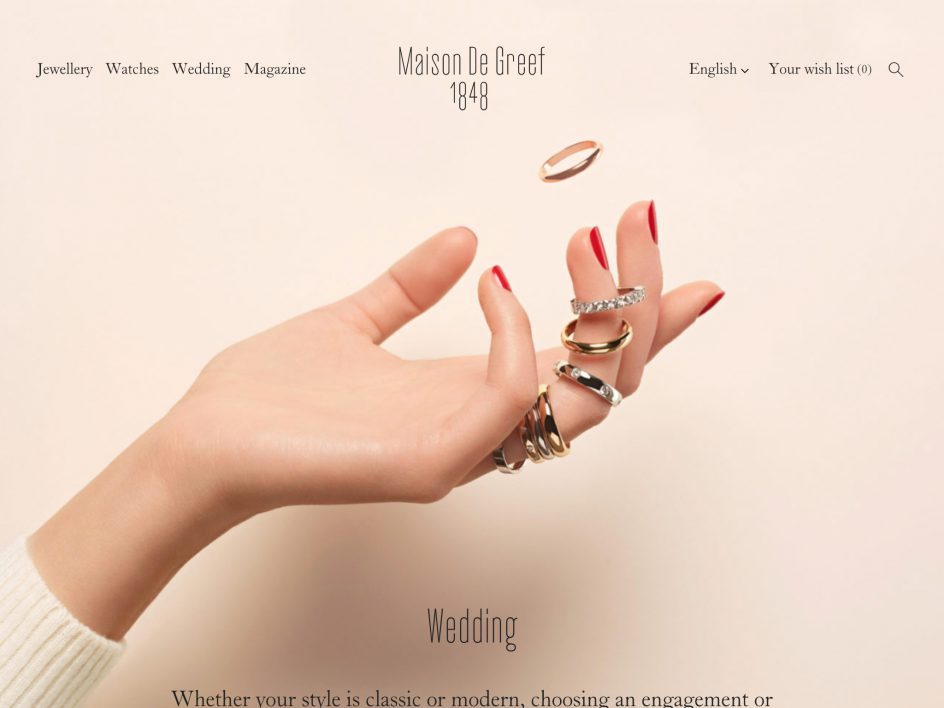 Jewellery Watches Wedding Magazine
Maison De Greef
1848
English
Your wish list (0)
Wedding
Whether your style is classic or modern, choosing an engagement or